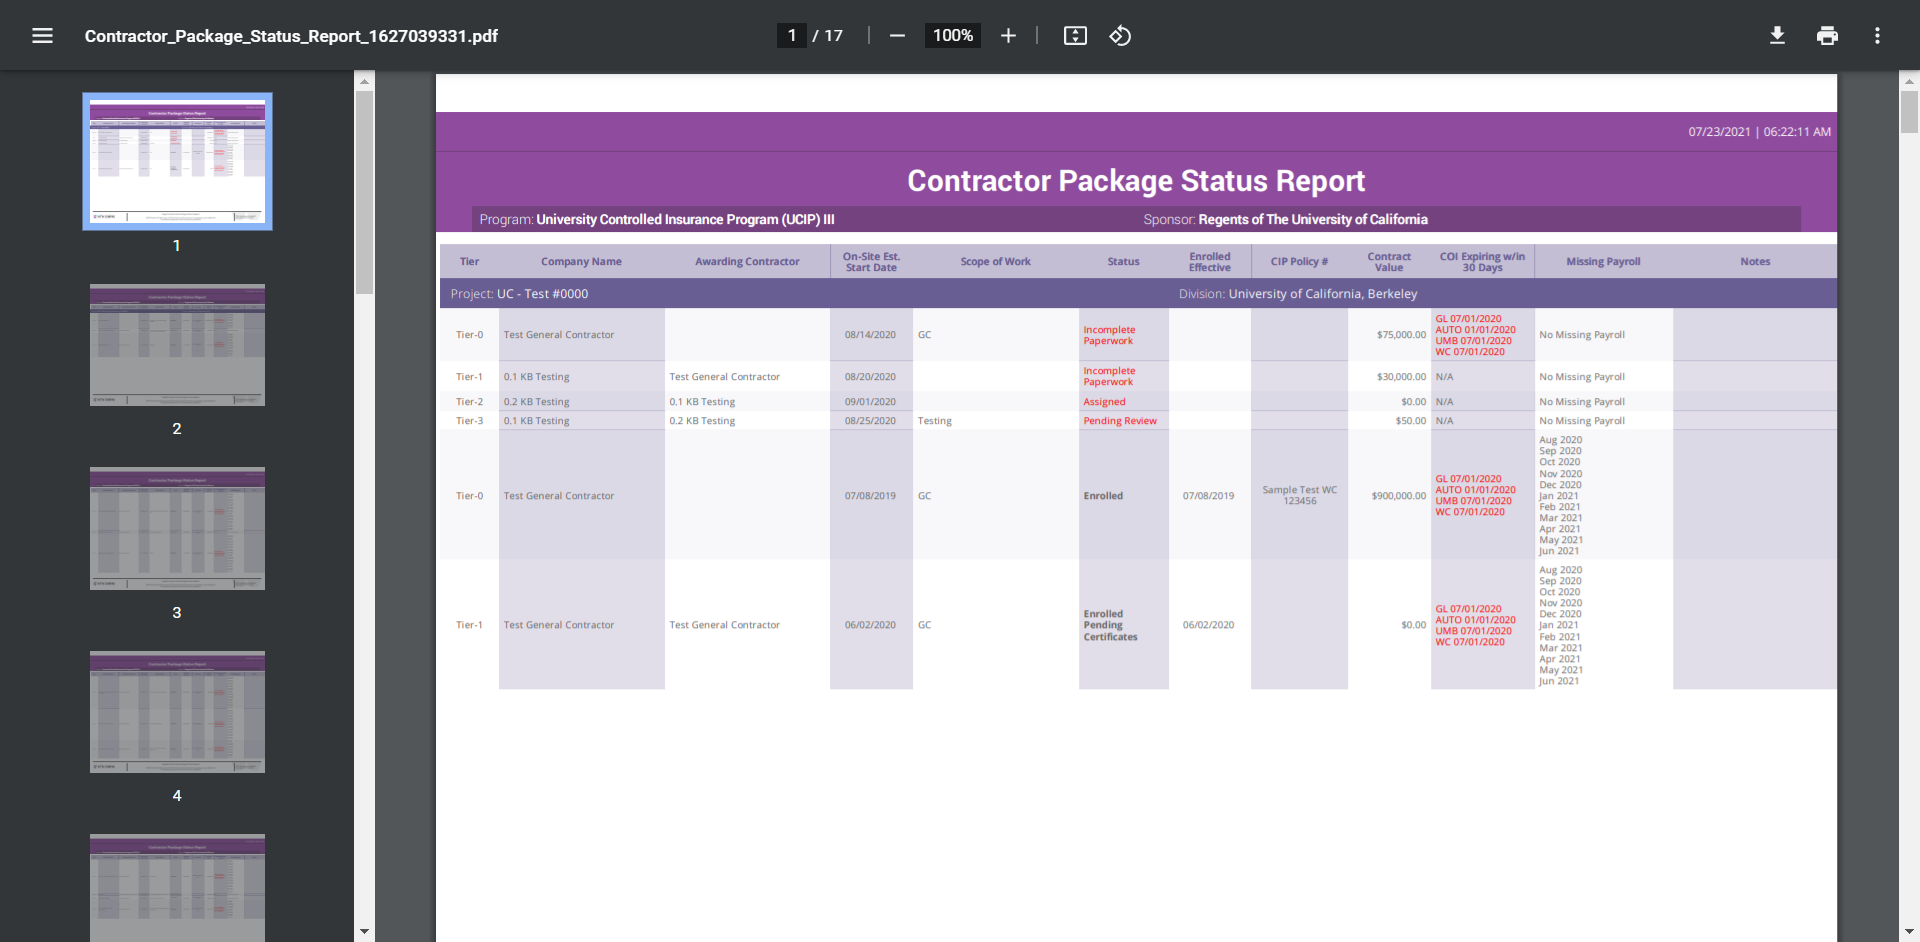 Contractor_Package_Status_Report_1627039331.pdf
1 / 17
100%
1
2
3
4
07/23/2021 | 06:22:11 AM
Contractor Package Status Report
Program: University Controlled Insurance Program (UCIP) III Sponsor: Regents of The University of California
Tier Company Name Awarding Contractor On-Site Est. Start Date Scope of Work Status Enrolled Effective CIP Policy # Contract Value COI Expiring w/in 30 Days Missing Payroll Notes
Project: UC - Test #0000 Division: University of California, Berkeley
Tier-0 Test General Contractor 08/14/2020 GC Incomplete Paperwork $75,000.00 GL 07/01/2020 AUTO 01/01/2020 UMB 07/01/2020 WC 07/01/2020 No Missing Payroll
Tier-1 0.1 KB Testing Test General Contractor 08/20/2020 Incomplete Paperwork $30,000.00 N/A No Missing Payroll
Tier-2 0.2 KB Testing 0.1 KB Testing 09/01/2020 Assigned $0.00 N/A No Missing Payroll
Tier-3 0.1 KB Testing 0.2 KB Testing 08/25/2020 Testing Pending Review $50.00 N/A No Missing Payroll
Tier-0 Test General Contractor 07/08/2019 GC Enrolled 07/08/2019 Sample Test WC 123456 $900,000.00 GL 07/01/2020 AUTO 01/01/2020 UMB 07/01/2020 WC 07/01/2020
Aug 2020
Sep 2020
Oct 2020
Nov 2020
Dec 2020
Jan 2021
Feb 2021
Mar 2021
Apr 2021
May 2021
Jun 2021
Tier-1 Test General Contractor Test General Contractor 06/02/2020 GC Enrolled Pending Certificates 06/02/2020 $0.00 GL 07/01/2020 AUTO 01/01/2020 UMB 07/01/2020 WC 07/01/2020
Aug 2020
Sep 2020
Oct 2020
Nov 2020
Dec 2020
Jan 2021
Feb 2021
Mar 2021
Apr 2021
May 2021
Jun 2021